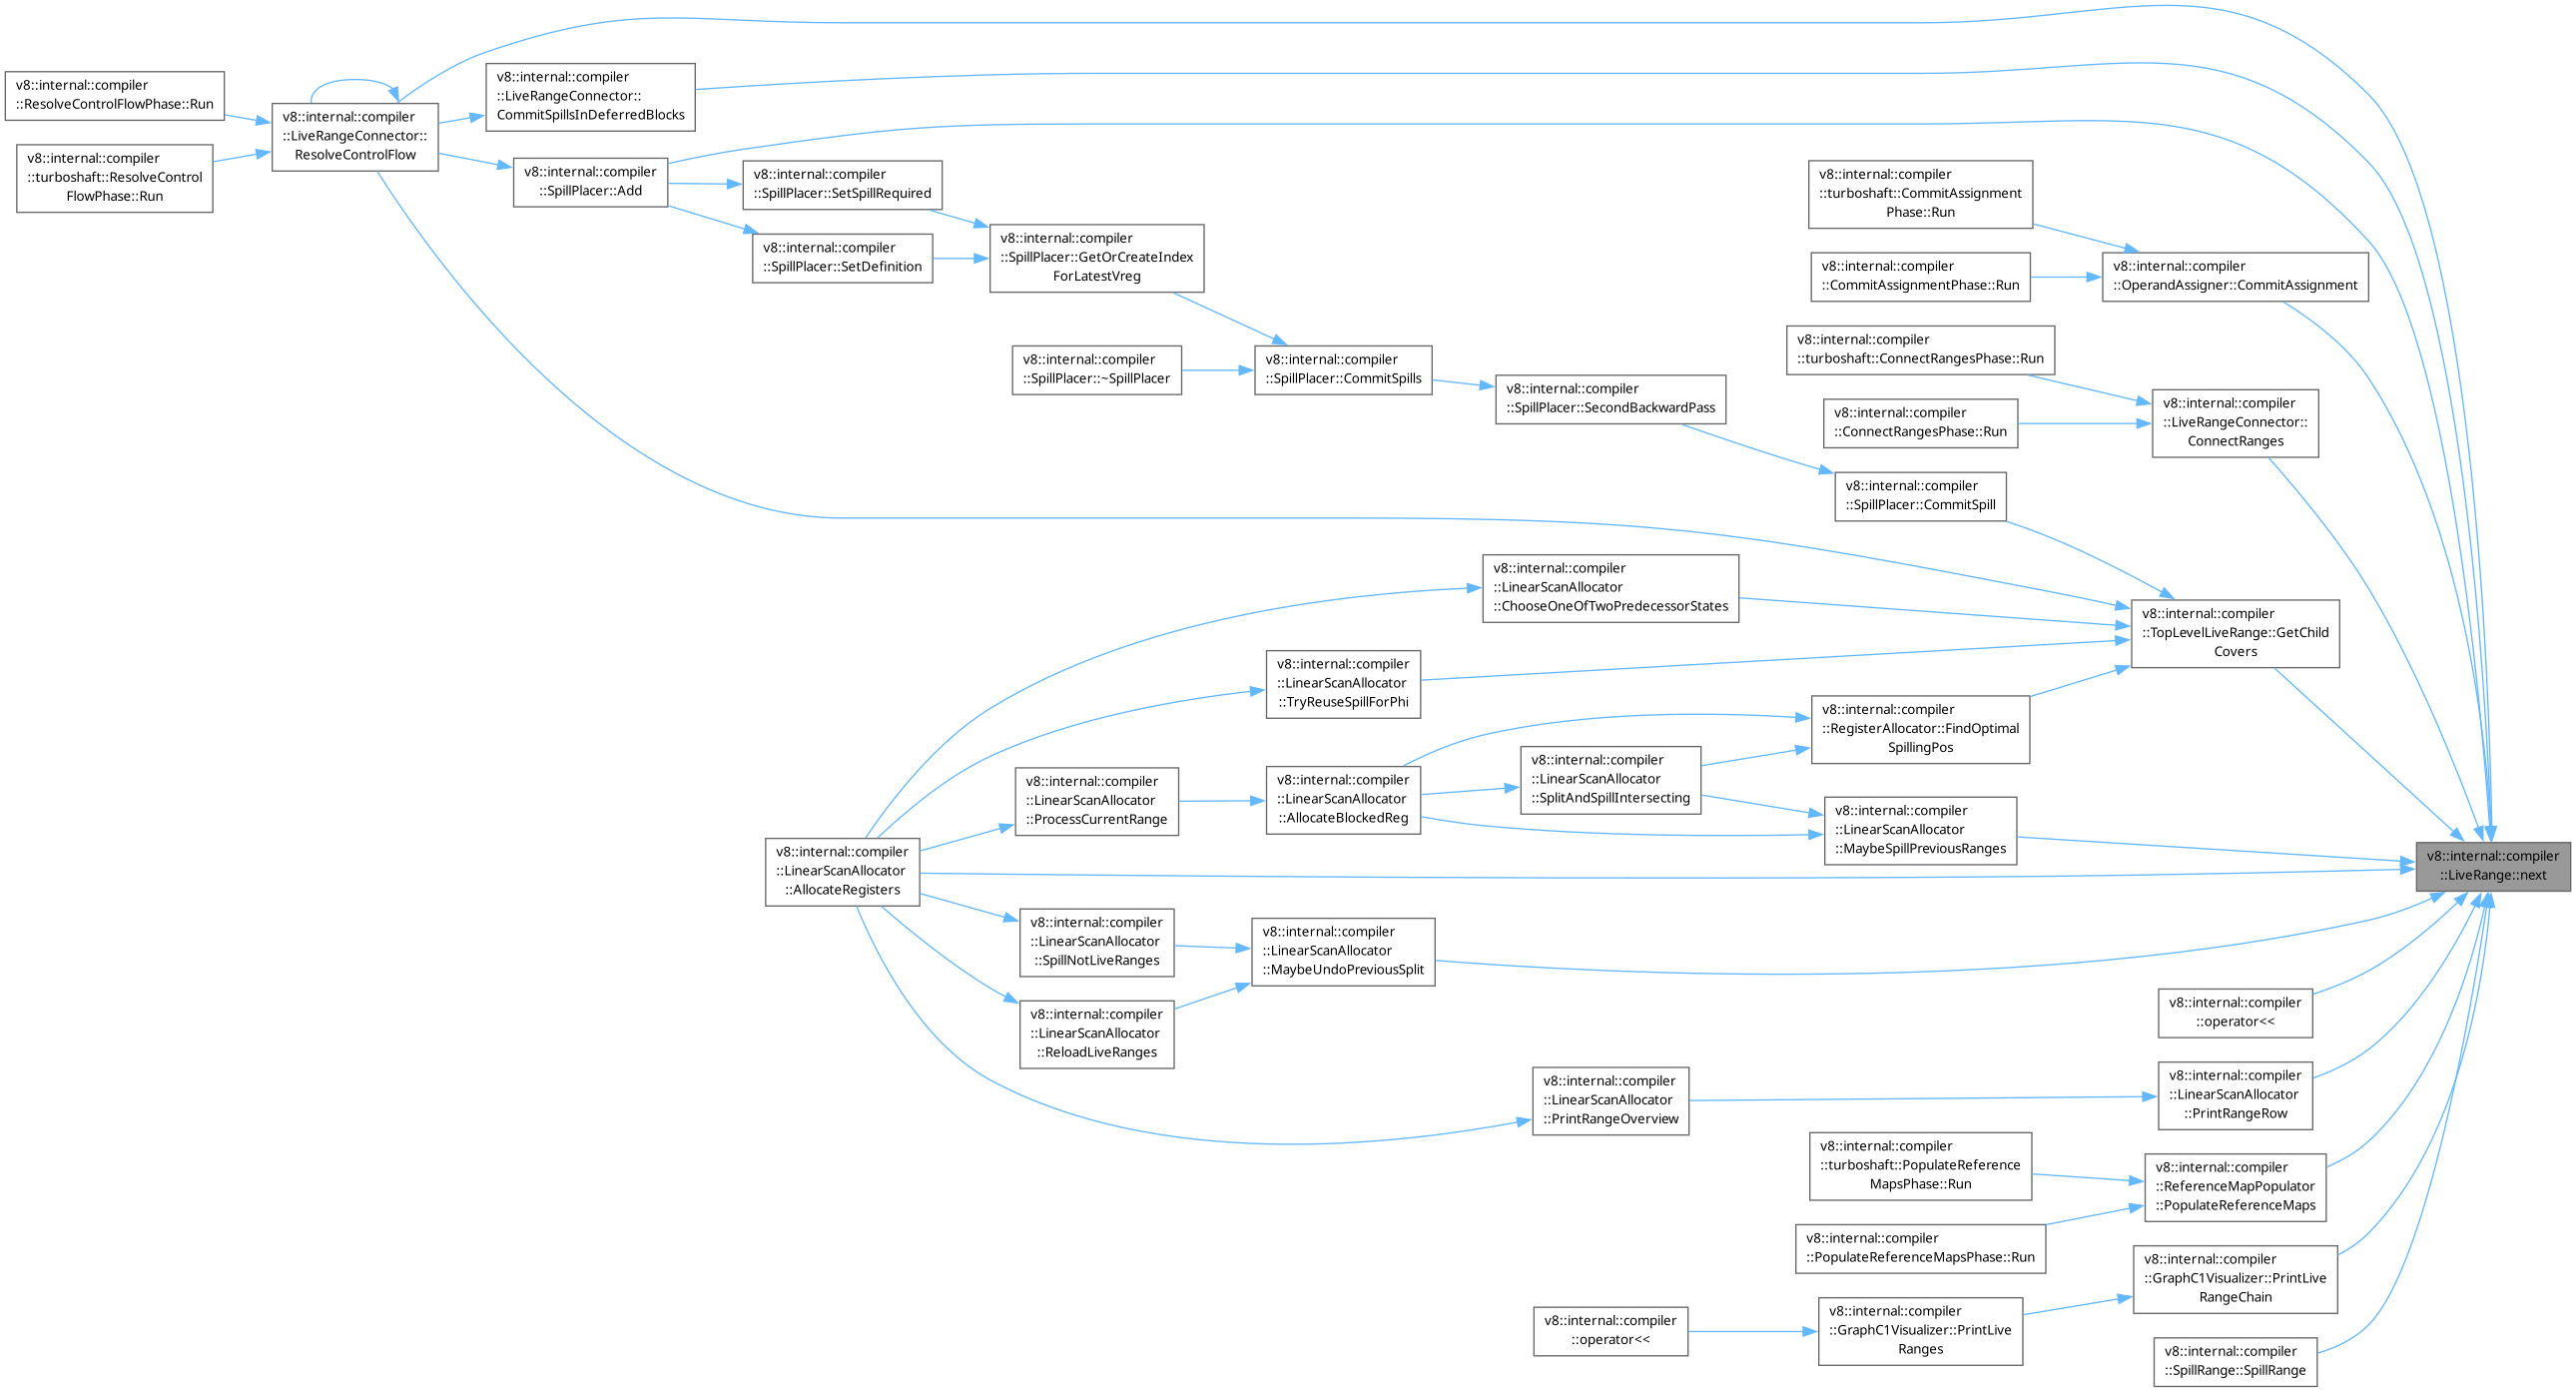 v8::internal::compiler
::ResolveControlFlowPhase::Run
v8::internal::compiler
::turboshaft::ResolveControl
FlowPhase::Run
v8::internal::compiler
::LiveRangeConnector::
ResolveControlFlow
v8::internal::compiler
::LiveRangeConnector::
CommitSpillsInDeferredBlocks
v8::internal::compiler
::SpillPlacer::Add
v8::internal::compiler
::SpillPlacer::SetSpillRequired
v8::internal::compiler
::SpillPlacer::SetDefinition
v8::internal::compiler
::SpillPlacer::GetOrCreateIndex
ForLatestVreg
v8::internal::compiler
::SpillPlacer::~SpillPlacer
v8::internal::compiler
::SpillPlacer::CommitSpills
v8::internal::compiler
::SpillPlacer::SecondBackwardPass
v8::internal::compiler
::turboshaft::CommitAssignment
Phase::Run
v8::internal::compiler
::CommitAssignmentPhase::Run
v8::internal::compiler
::OperandAssigner::CommitAssignment
v8::internal::compiler
::turboshaft::ConnectRangesPhase::Run
v8::internal::compiler
::ConnectRangesPhase::Run
v8::internal::compiler
::LiveRangeConnector::
ConnectRanges
v8::internal::compiler
::SpillPlacer::CommitSpill
v8::internal::compiler
::LinearScanAllocator
::ChooseOneOfTwoPredecessorStates
v8::internal::compiler
::TopLevelLiveRange::GetChild
Covers
v8::internal::compiler
::LinearScanAllocator
::TryReuseSpillForPhi
v8::internal::compiler
::RegisterAllocator::FindOptimal
SpillingPos
v8::internal::compiler
::LinearScanAllocator
::SplitAndSpillIntersecting
v8::internal::compiler
::LinearScanAllocator
::ProcessCurrentRange
v8::internal::compiler
::LinearScanAllocator
::AllocateBlockedReg
v8::internal::compiler
::LinearScanAllocator
::MaybeSpillPreviousRanges
v8::internal::compiler
::LinearScanAllocator
::AllocateRegisters
v8::internal::compiler
::LiveRange::next
v8::internal::compiler
::LinearScanAllocator
::SpillNotLiveRanges
v8::internal::compiler
::LinearScanAllocator
::MaybeUndoPreviousSplit
v8::internal::compiler
::LinearScanAllocator
::ReloadLiveRanges
v8::internal::compiler
::operator<<
v8::internal::compiler
::LinearScanAllocator
::PrintRangeOverview
v8::internal::compiler
::LinearScanAllocator
::PrintRangeRow
v8::internal::compiler
::turboshaft::PopulateReference
MapsPhase::Run
v8::internal::compiler
::ReferenceMapPopulator
::PopulateReferenceMaps
v8::internal::compiler
::PopulateReferenceMapsPhase::Run
v8::internal::compiler
::GraphC1Visualizer::PrintLive
RangeChain
v8::internal::compiler
::operator<<
v8::internal::compiler
::GraphC1Visualizer::PrintLive
Ranges
v8::internal::compiler
::SpillRange::SpillRange